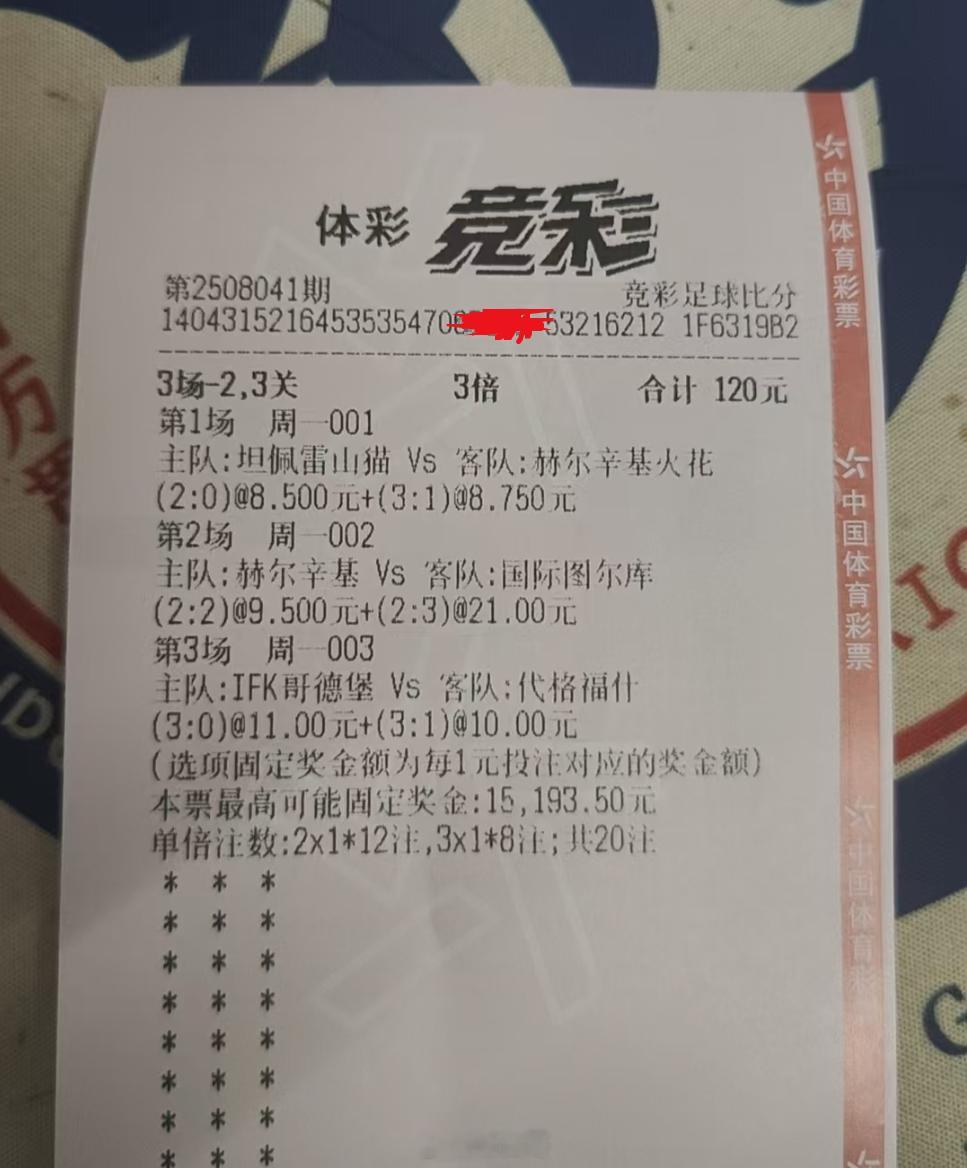 体彩 竞彩
第2508041期 竞彩足球比分
1404315216453535470 53216212 1F6319B2
3场-2,3关 3倍 合计 120元
第1场 周一001
主队:坦佩雷山猫 Vs 客队:赫尔辛基火花
(2:0)@8.500元+(3:1)@8.750元
第2场 周一002
主队:赫尔辛基 Vs 客队:国际图尔库
(2:2)@9.500元+(2:3)@21.00元
第3场 周一003
主队:IFK哥德堡 Vs 客队:代格福什
(3:0)@11.00元+(3:1)@10.00元
(选项固定奖金额为每1元投注对应的奖金额)
本票最高可能固定奖金:15,193.50元
单倍注数:2x1*12注,3x1*8注;共20注
* * *
* * *
* * *
* * *
* * *
* * *
* * *
* * *
中国体育彩票
中国体育彩票
中国体育彩